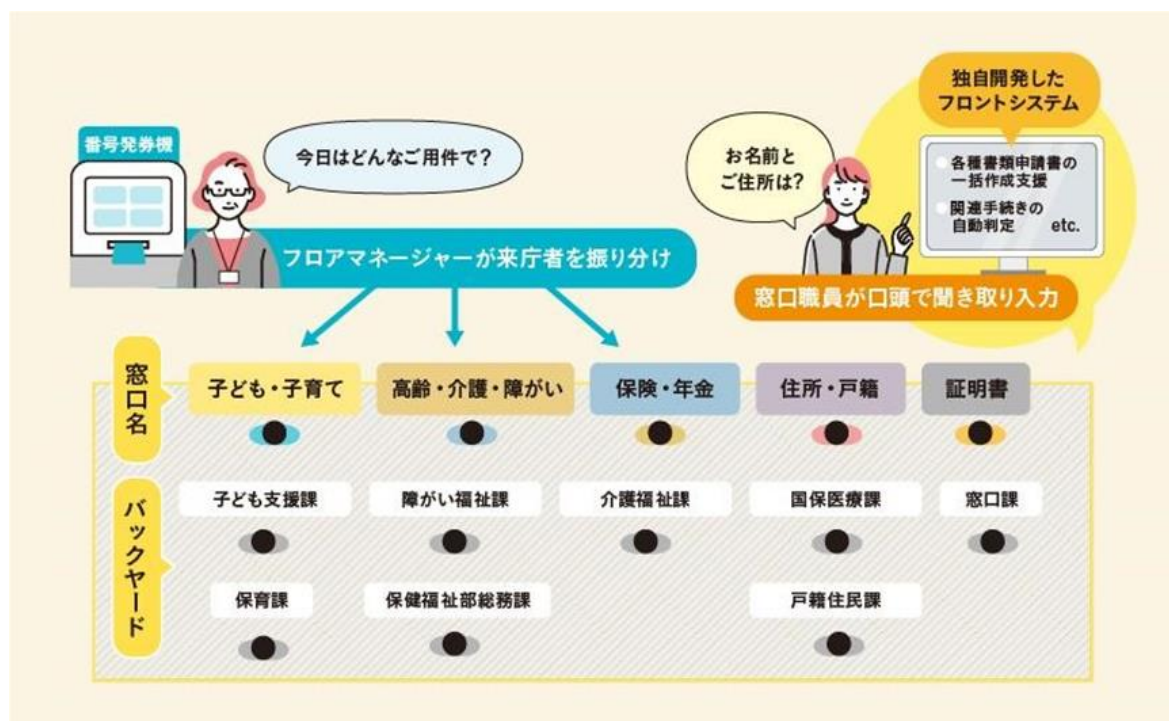 独自開発した
フロントシステム
番号発券機
今日はどんなご用件で?
お名前と
ご住所は?
各種書類申請書の
一括作成支援
関連手続きの
自動判定 etc.
フロアマネージャーが来庁者を振り分け
窓口職員が口頭で聞き取り入力
窓口名
子ども・子育て
高齢・介護・障がい
保険・年金
住所・戸籍
証明書
バックヤード
子ども支援課
障がい福祉課
介護福祉課
国保医療課
窓口課
保育課
保健福祉部総務課
戸籍住民課